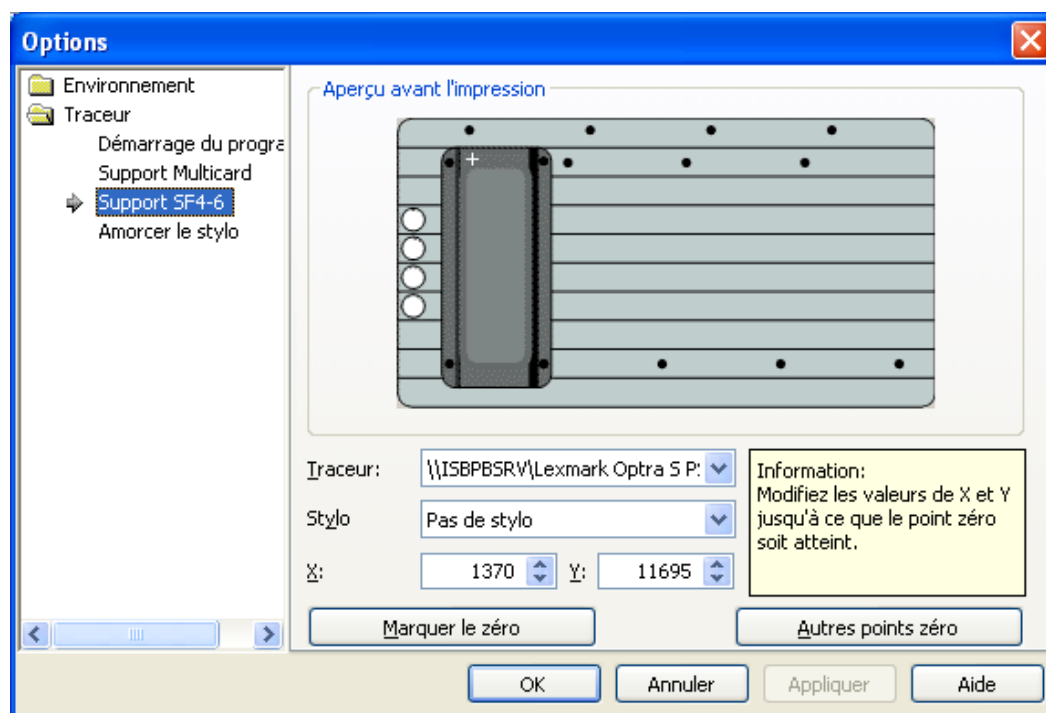 Options
Environnement
Traceur
Démarrage du progra
Support Multicard
Support SF4-6
Amorcer le stylo
Aperçu avant l'impression
Traceur:
\\ISBPBSRV\Lexmark Optra S P
Stylo
Pas de stylo
X:
1370
Y:
11695
Information:
Modifiez les valeurs de X et Y
jusqu'à ce que le point zéro
soit atteint.
Marquer le zéro
Autres points zéro
OK
Annuler
Appliquer
Aide